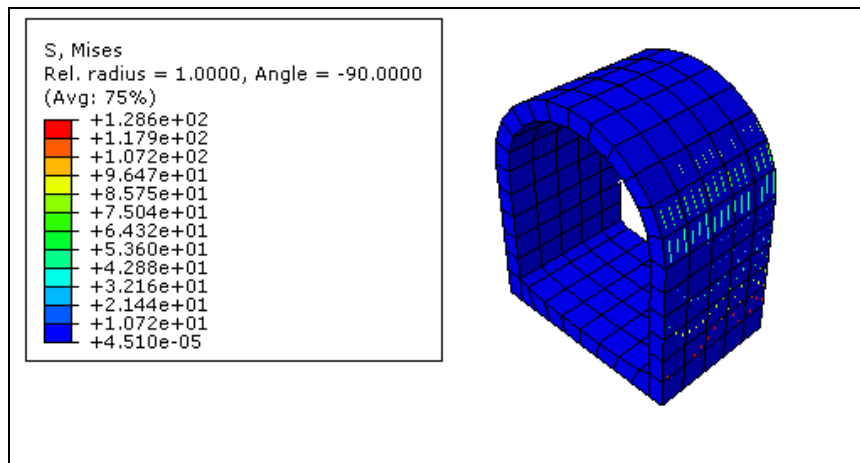 S, Mises
Rel. radius = 1.0000, Angle = -90.0000
(Avg: 75%)
+1.286e+02
+1.179e+02
+1.072e+02
+9.647e+01
+8.575e+01
+7.504e+01
+6.432e+01
+5.360e+01
+4.288e+01
+3.216e+01
+2.144e+01
+1.072e+01
+4.510e-05